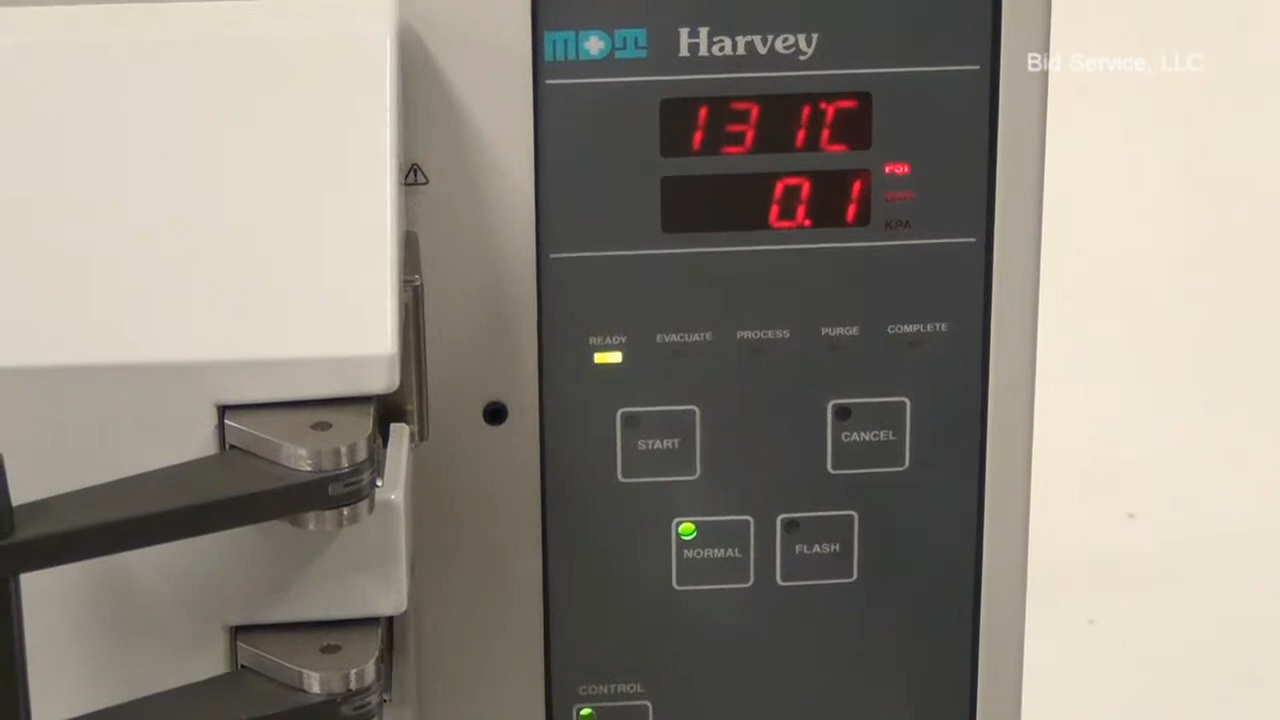 MDT Harvey
Bid Service, LLC
131°C
PSI
0.1
KPA
READY EVACUATE PROCESS PURGE COMPLETE
START CANCEL
NORMAL FLASH
CONTROL